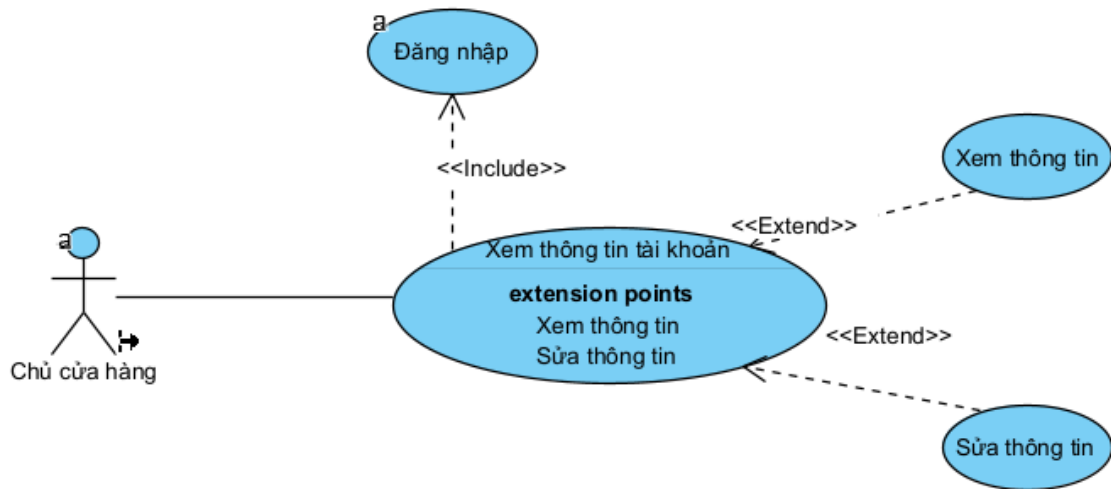 a
Đăng nhập
<<Include>>
Xem thông tin
<<Extend>>
Xem thông tin tài khoản
extension points
Xem thông tin
Sửa thông tin
<<Extend>>
a
Chủ cửa hàng
Sửa thông tin